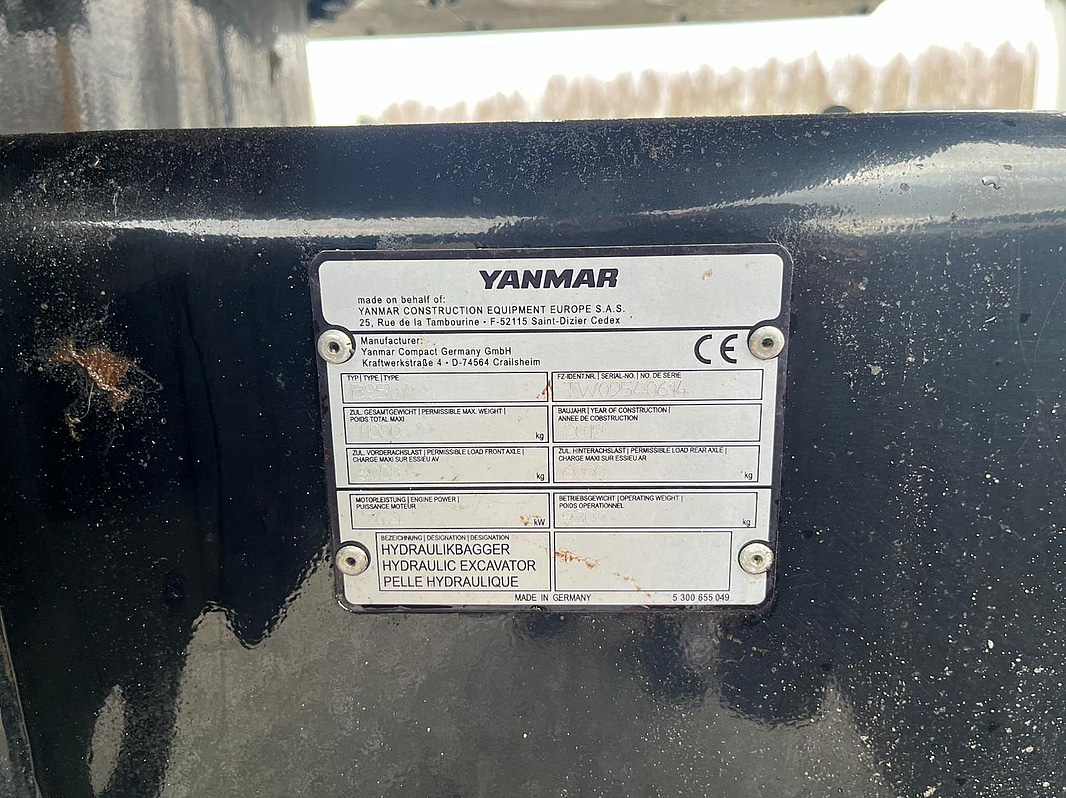 YANMAR
made on behalf of:
YANMAR CONSTRUCTION EQUIPMENT EUROPE S.A.S.
25, Rue de la Tambourine · F-52115 Saint-Dizier Cedex
Manufacturer:
Yanmar Compact Germany GmbH
Kraftwerkstraße 4 · D-74564 Crailsheim
CE
TYP | TYPE | TYPE
FZ-IDENT.NR. | SERIAL-NO. | NO. DE SERIE
ZUL. GESAMTGEWICHT | PERMISSIBLE MAX. WEIGHT |
POIDS TOTAL MAXI
kg
BAUJAHR | YEAR OF CONSTRUCTION |
ANNEE DE COBSTRUCTION
ZUL. VORDERACHSLAST | PERMISSIBLE LOAD FRONT AXLE |
CHARGE MAXI SUR ESSIEU AV
kg
ZUL. HINTERACHSLAST | PERMISSIBLE LOAD REAR AXLE |
CHARGE MAXI SUR ESSIEU AR
kg
MOTORLEISTUNG | ENGINE POWER |
PUISSANCE MOTEUR
kW
BETRIEBSGEWICHT | OPERATING WEIGHT |
POIDS OPERATIONNEL
kg
BEZEICHNUNG | DESIGNATION | DESIGNATION
HYDRAULIKBAGGER
HYDRAULIC EXCAVATOR
PELLE HYDRAULIQUE
MADE IN GERMANY
5 300 655 049